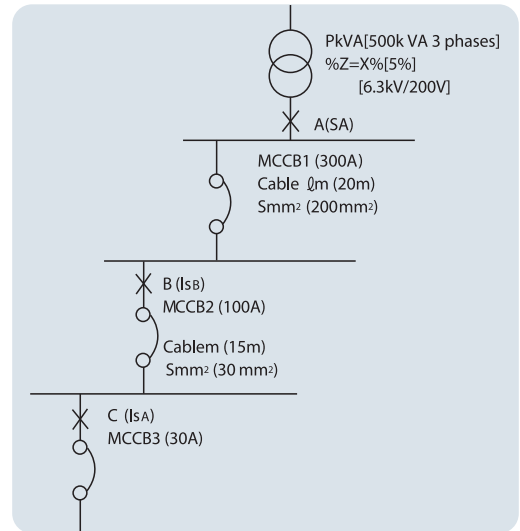 PkVA[500k VA 3 phases]
%Z=X%[5%]
[6.3kV/200V]
A(SA)
MCCB1 (300A)
Cable ℓm (20m)
Smm² (200mm²)
B (IsB)
MCCB2 (100A)
Cablem (15m)
Smm² (30 mm²)
C (IsA)
MCCB3 (30A)